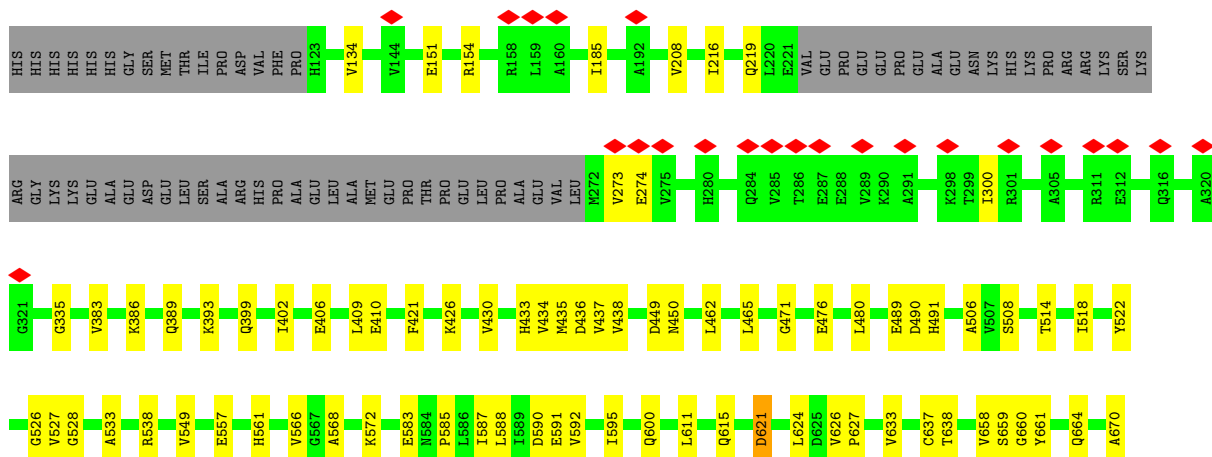 HIS HIS HIS HIS HIS HIS GLY SER MET THR ILE PRO ASP VAL PHE PRO H123 V134 V144 E151 R154 R158 L159 A160 I185 A192 V208 I216 Q219 L220 E221 VAL GLU PRO GLU GLU PRO GLU ALA GLU ASN LYS HIS LYS PRO ARG ARG LYS SER LYS
ARG GLY LYS LYS GLU ALA GLU ASP GLU LEU SER ALA ARG HIS PRO ALA GLU LEU ALA MET GLU PRO THR PRO GLU LEU PRO ALA GLU VAL LEU M272 V273 E274 V275 H280 Q284 V285 T286 E287 E288 V289 K290 A291 K298 T299 I300 R301 A305 R311 E312 Q316 A320
G321 G335 V383 K386 Q389 K393 Q399 I402 E406 L409 E410 F421 K426 V430 H433 V434 M435 D436 V437 V438 D449 N450 L462 L465 G471 E476 L480 E489 D490 H491 A506 V507 S508 T514 I518 Y522
G526 V527 G528 A533 R538 V549 E557 H561 V566 G567 A568 K572 E583 N584 P585 L586 I587 L588 I589 D590 E591 V592 I595 Q600 L611 Q615 D621 L624 D625 V626 P627 V633 C637 T638 V658 S659 G660 Y661 Q664 A670